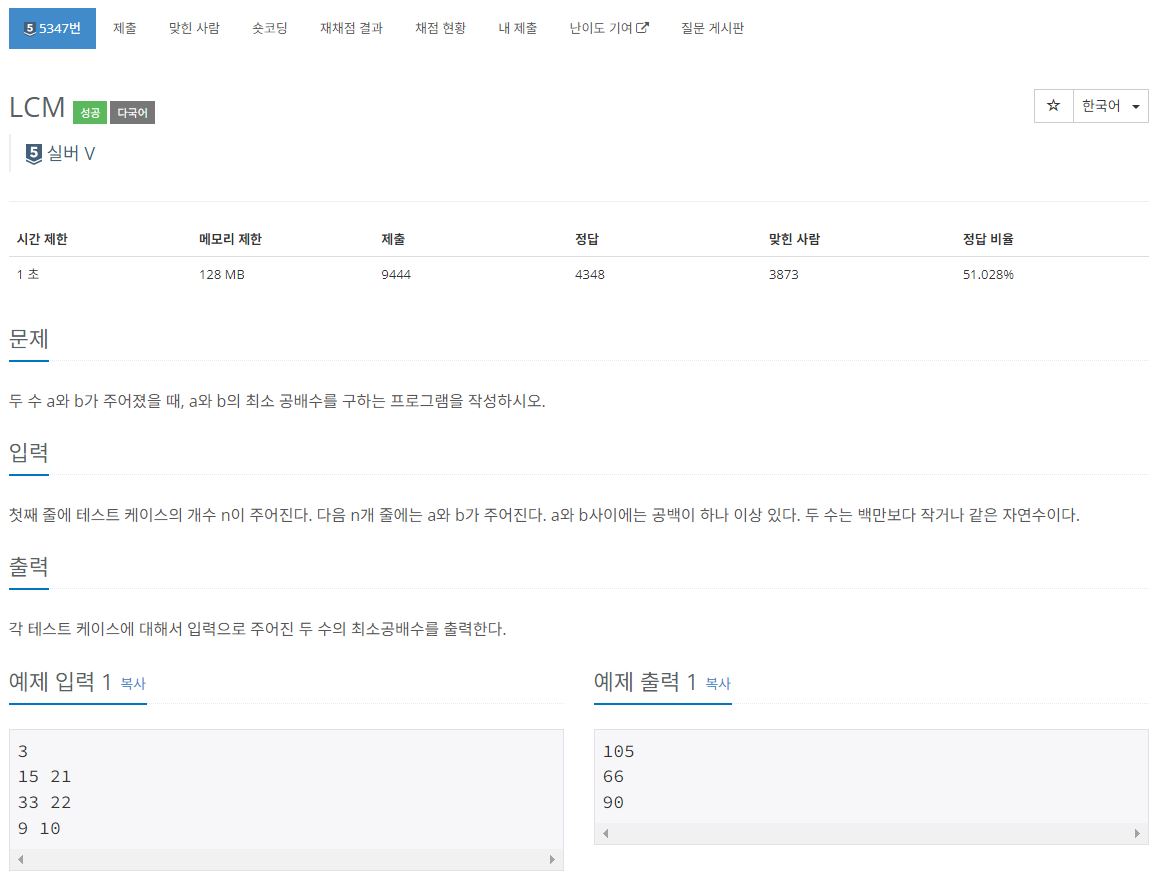 5 5347번 제출 맞힌 사람 숏코딩 재채점 결과 채점 현황 내 제출 난이도 기여 질문 게시판
LCM 성공 다국어 ☆ 한국어
5 실버 V
시간 제한 메모리 제한 제출 정답 맞힌 사람 정답 비율
1 초 128 MB 9444 4348 3873 51.028%
문제
두 수 a와 b가 주어졌을 때, a와 b의 최소 공배수를 구하는 프로그램을 작성하시오.
입력
첫째 줄에 테스트 케이스의 개수 n이 주어진다. 다음 n개 줄에는 a와 b가 주어진다. a와 b사이에는 공백이 하나 이상 있다. 두 수는 백만보다 작거나 같은 자연수이다.
출력
각 테스트 케이스에 대해서 입력으로 주어진 두 수의 최소공배수를 출력한다.
예제 입력 1 복사
3
15 21
33 22
9 10
예제 출력 1 복사
105
66
90